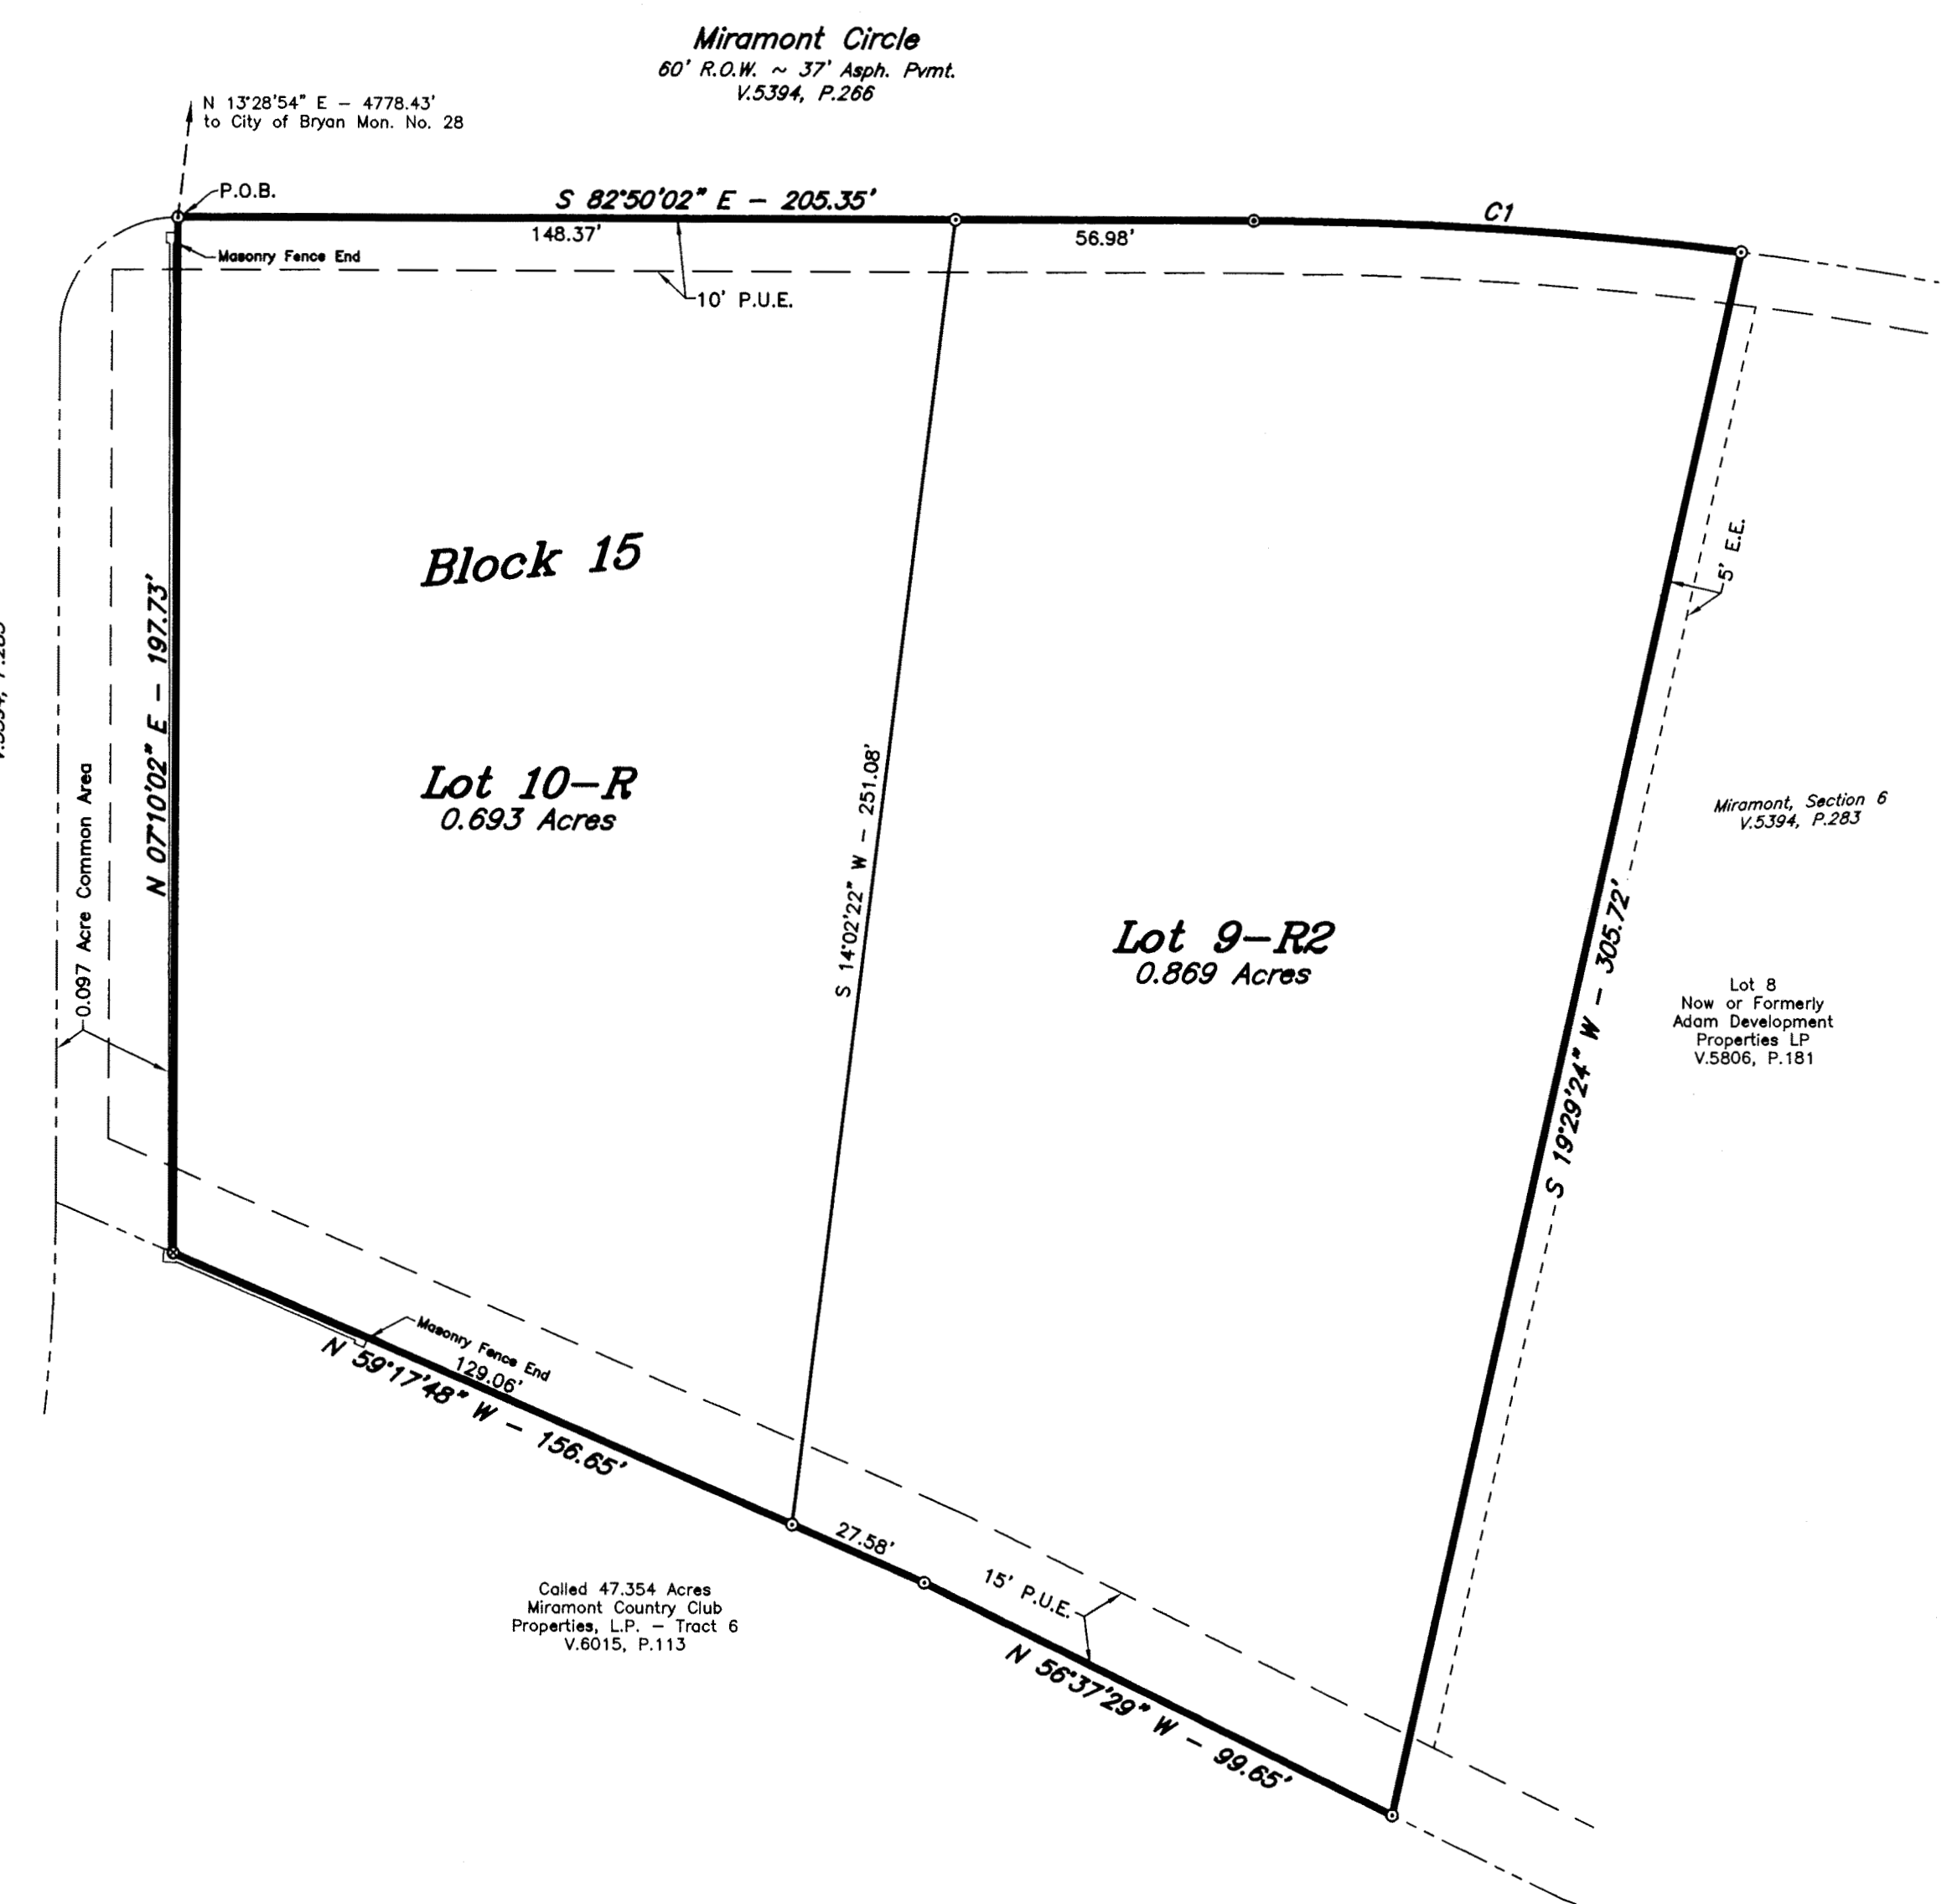 Miramont Circle
60' R.O.W. ~ 37' Asph. Pvmt.
V.5394, P.266
N 13°28'54" E – 4778.43'
to City of Bryan Mon. No. 28
P.O.B.
S 82°50'02" E – 205.35'
C1
148.37'
56.98'
Masonry Fence End
10' P.U.E.
5' E.E.
Block 15
N 07°10'02" E – 197.73'
Lot 10–R
0.693 Acres
S 14°02'22" W – 251.08'
0.097 Acre Common Area
Miramont, Section 6
V.5394, P.283
Lot 9–R2
0.869 Acres
S 19°29'24" W – 305.72'
Lot 8
Now or Formerly
Adam Development
Properties LP
V.5806, P.181
Masonry Fence End
129.06'
N 59°17'48" W – 156.65'
27.58'
15' P.U.E.
N 56°37'29" W – 99.65'
Called 47.354 Acres
Miramont Country Club
Properties, L.P. – Tract 6
V.6015, P.113